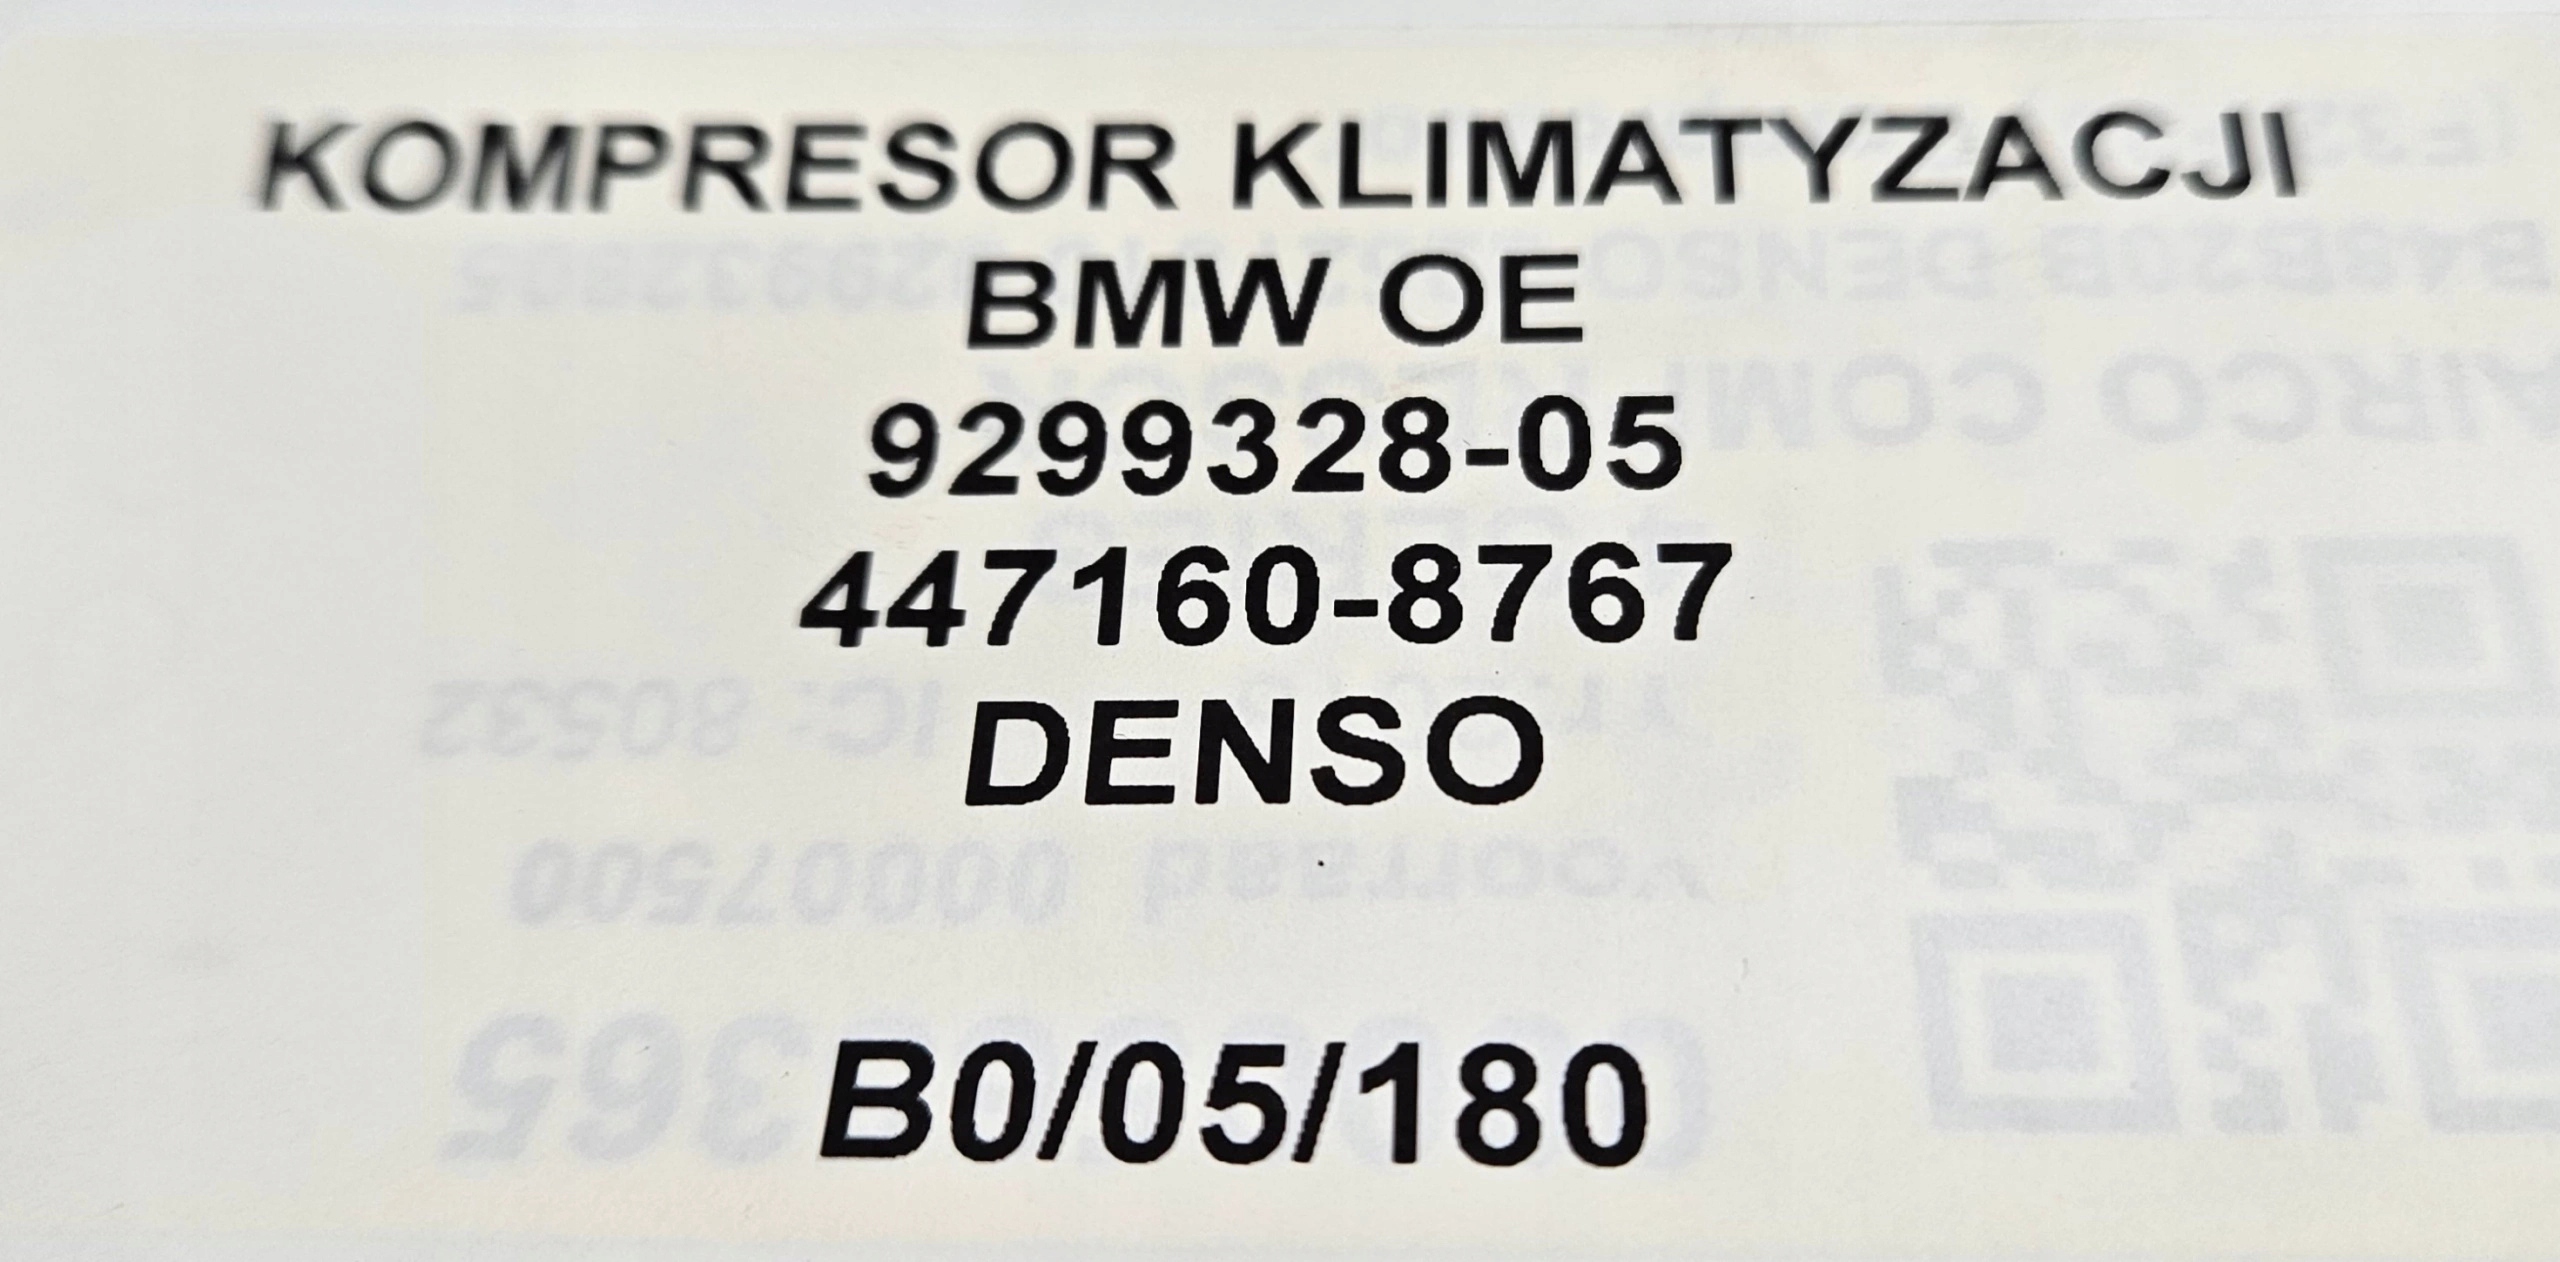 KOMPRESOR KLIMATYZACJI
BMW OE
9299328-05
447160-8767
DENSO
B0/05/180